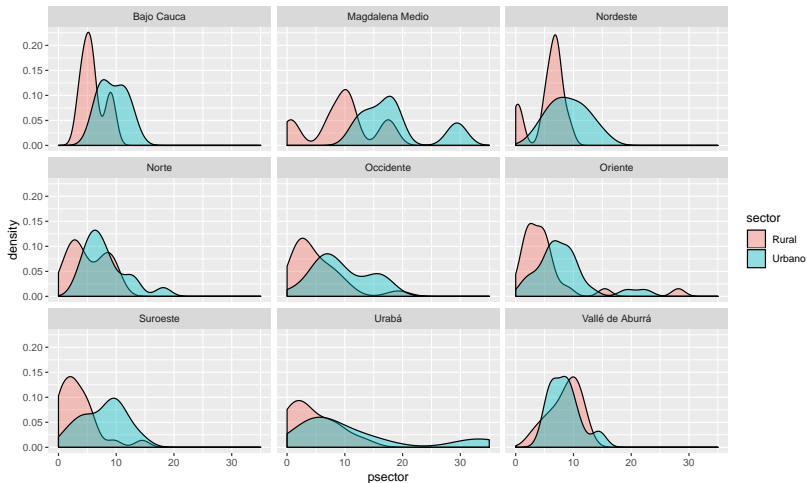 Bajo Cauca
Magdalena Medio
Nordeste
0.20
0.15
0.10
0.05
0.00
Norte
Occidente
Oriente
0.20
0.15
0.10
0.05
0.00
Suroeste
Urabá
Vallé de Aburrá
0.20
0.15
0.10
0.05
0.00
0 10 20 30
0 10 20 30
0 10 20 30
psector
density
sector
Rural
Urbano